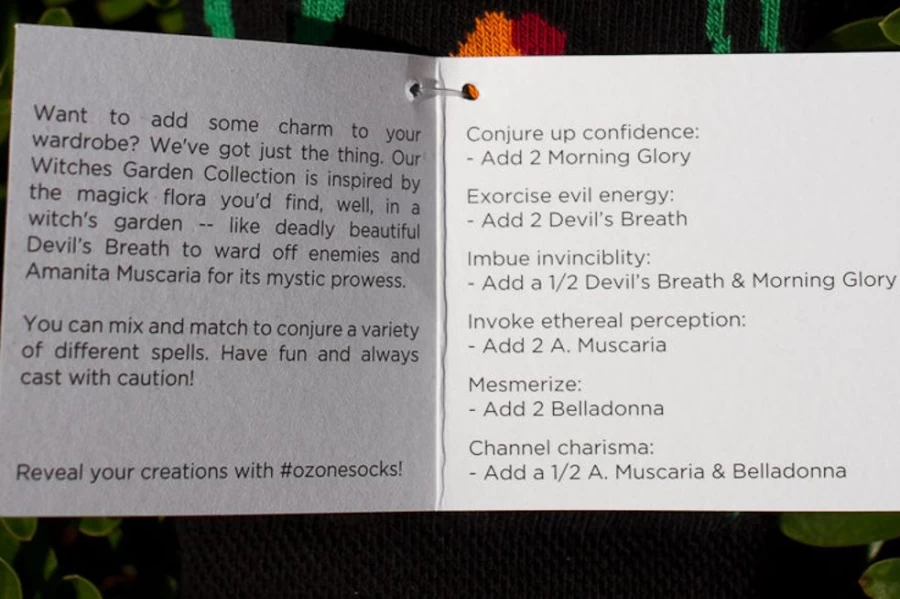 Want to add some charm to your
wardrobe? We've got just the thing. Our
Witches Garden Collection is inspired by
the magick flora you'd find, well, in a
witch's garden -- like deadly beautiful
Devil's Breath to ward off enemies and
Amanita Muscaria for its mystic prowess.
You can mix and match to conjure a variety
of different spells. Have fun and always
cast with caution!
Reveal your creations with #ozonesocks!
Conjure up confidence:
- Add 2 Morning Glory
Exorcise evil energy:
- Add 2 Devil's Breath
Imbue invinciblity:
- Add a 1/2 Devil's Breath & Morning Glory
Invoke ethereal perception:
- Add 2 A. Muscaria
Mesmerize:
- Add 2 Belladonna
Channel charisma:
- Add a 1/2 A. Muscaria & Belladonna